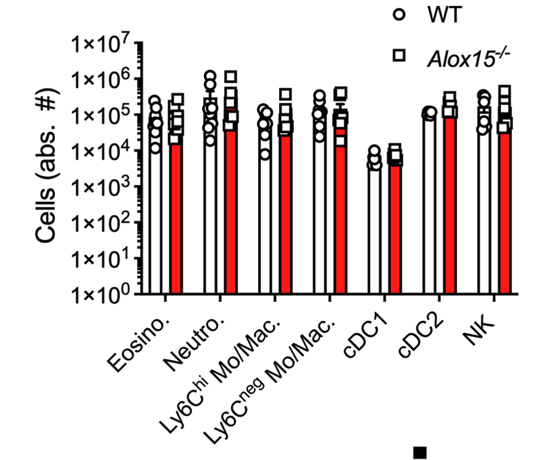 WT
Alox15-/-
Cells (abs. #)
1×10⁷
1×10⁶
1×10⁵
1×10⁴
1×10³
1×10²
1×10¹
1×10⁰
Eosino.
Neutro.
Ly6Chi Mo/Mac.
Ly6Cneg Mo/Mac.
cDC1
cDC2
NK